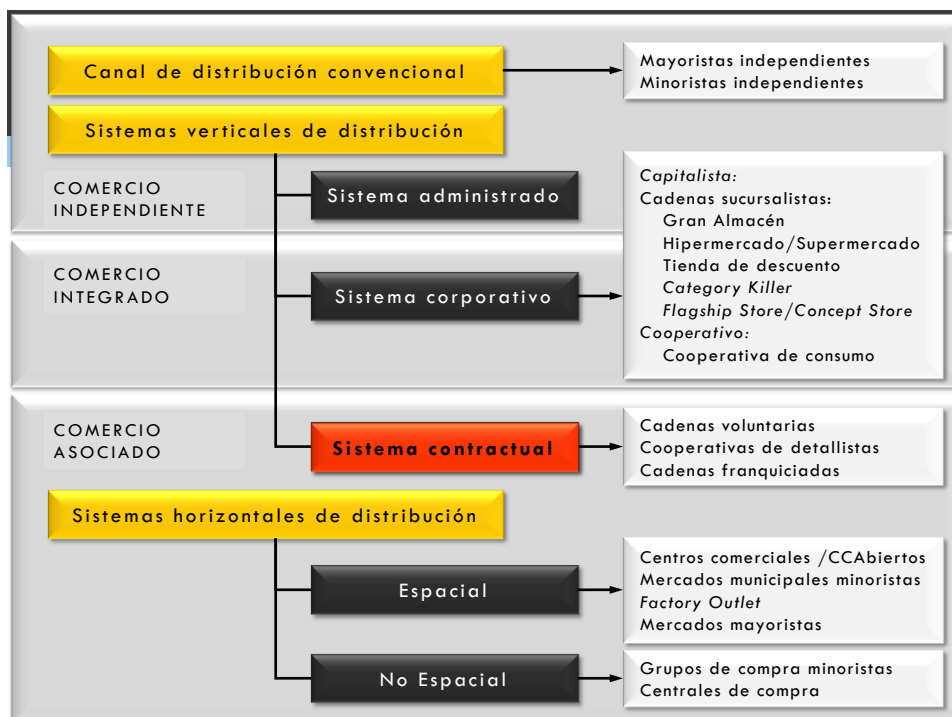 Canal de distribución convencional
Mayoristas independientes
Minoristas independientes
Sistemas verticales de distribución
COMERCIO
INDEPENDIENTE
Sistema administrado
Capitalista:
Cadenas sucursalistas:
Gran Almacén
Hipermercado/Supermercado
Tienda de descuento
Category Killer
Flagship Store/Concept Store
Cooperativo:
Cooperativa de consumo
COMERCIO
INTEGRADO
Sistema corporativo
COMERCIO
ASOCIADO
Sistema contractual
Cadenas voluntarias
Cooperativas de detallistas
Cadenas franquiciadas
Sistemas horizontales de distribución
Espacial
Centros comerciales /CCAbiertos
Mercados municipales minoristas
Factory Outlet
Mercados mayoristas
No Espacial
Grupos de compra minoristas
Centrales de compra